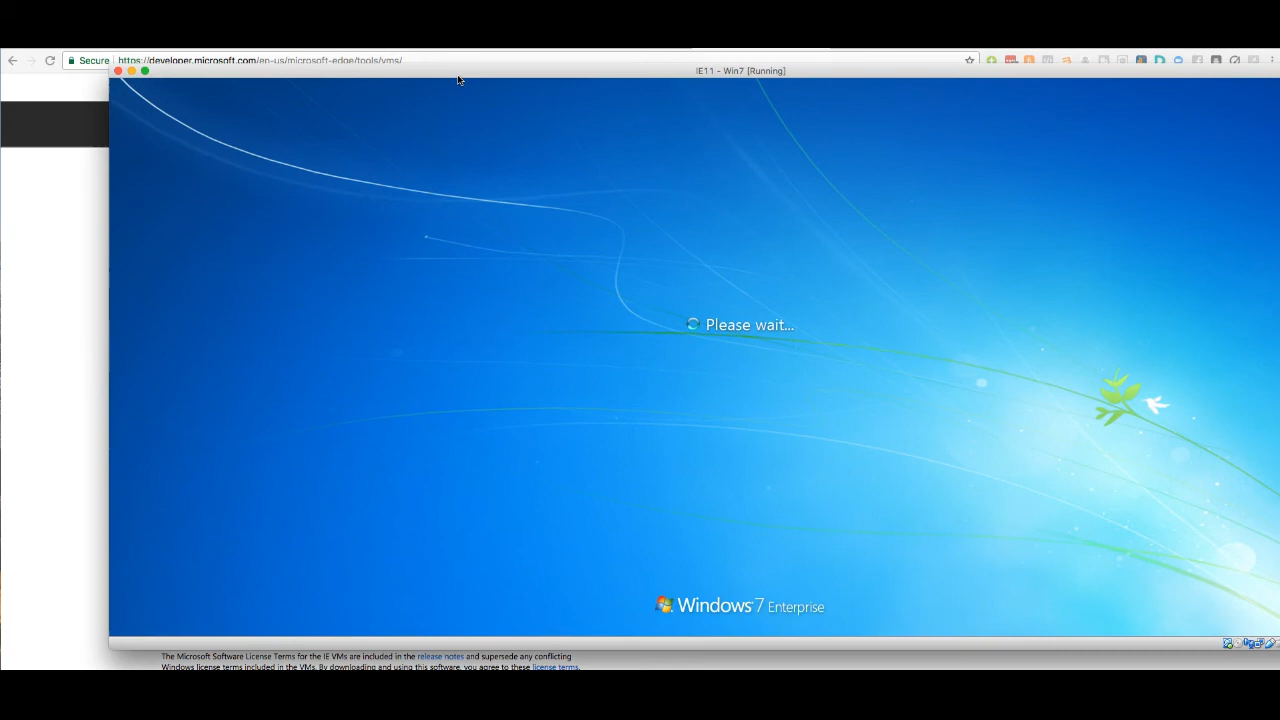 Secure https://developer.microsoft.com/en-us/microsoft-edge/tools/vms/
IE11 - Win7 [Running]
Please wait...
Windows 7 Enterprise
The Microsoft Software License Terms for the IE VMs are included in the release notes and supersede any conflicting
Windows license terms included in the VMs. By downloading and using this software, you agree to these license terms.